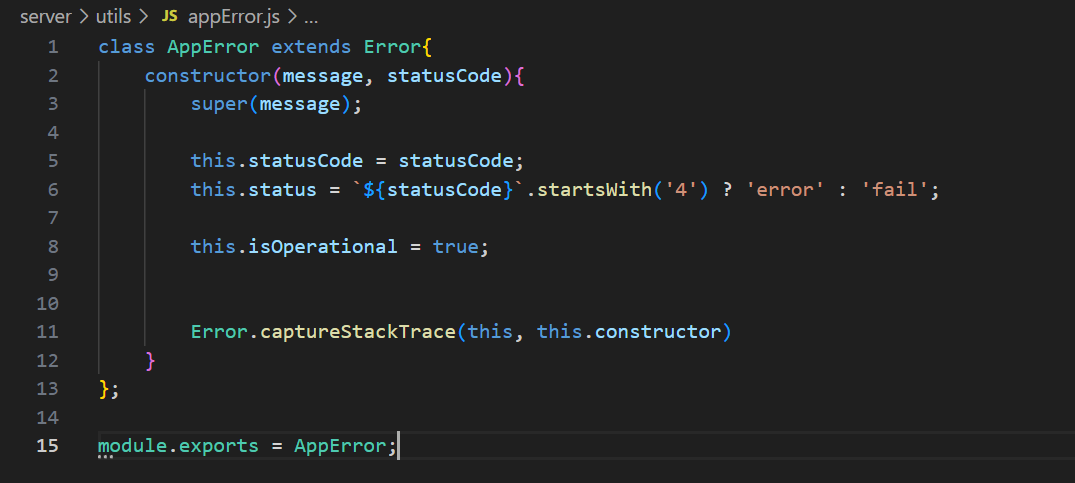 server > utils > JS appError.js > ...
1 class AppError extends Error{
2 constructor(message, statusCode){
3 super(message);
4
5 this.statusCode = statusCode;
6 this.status = `${statusCode}`.startsWith('4') ? 'error' : 'fail';
7
8 this.isOperational = true;
9
10
11 Error.captureStackTrace(this, this.constructor)
12 }
13 };
14
15 module.exports = AppError;